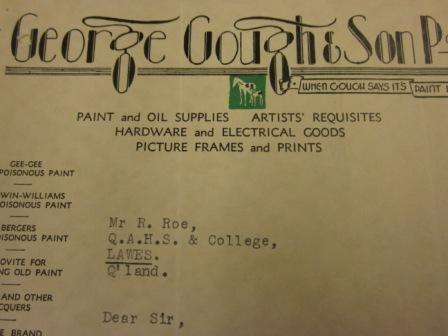 George Gough & Son P
WHEN GOUGH SAYS IT'S PAINT
PAINT and OIL SUPPLIES ARTISTS' REQUISITES
HARDWARE and ELECTRICAL GOODS
PICTURE FRAMES and PRINTS
GEE-GEE
POISONOUS PAINT
WIN-WILLIAMS
POISONOUS PAINT
BERGERS
POISONOUS PAINT
OVITE FOR
NG OLD PAINT
AND OTHER
CQUERS
E BRAND
Mr R. Roe,
Q.A.H.S. & College,
LAWES.
Q'land.
Dear Sir,